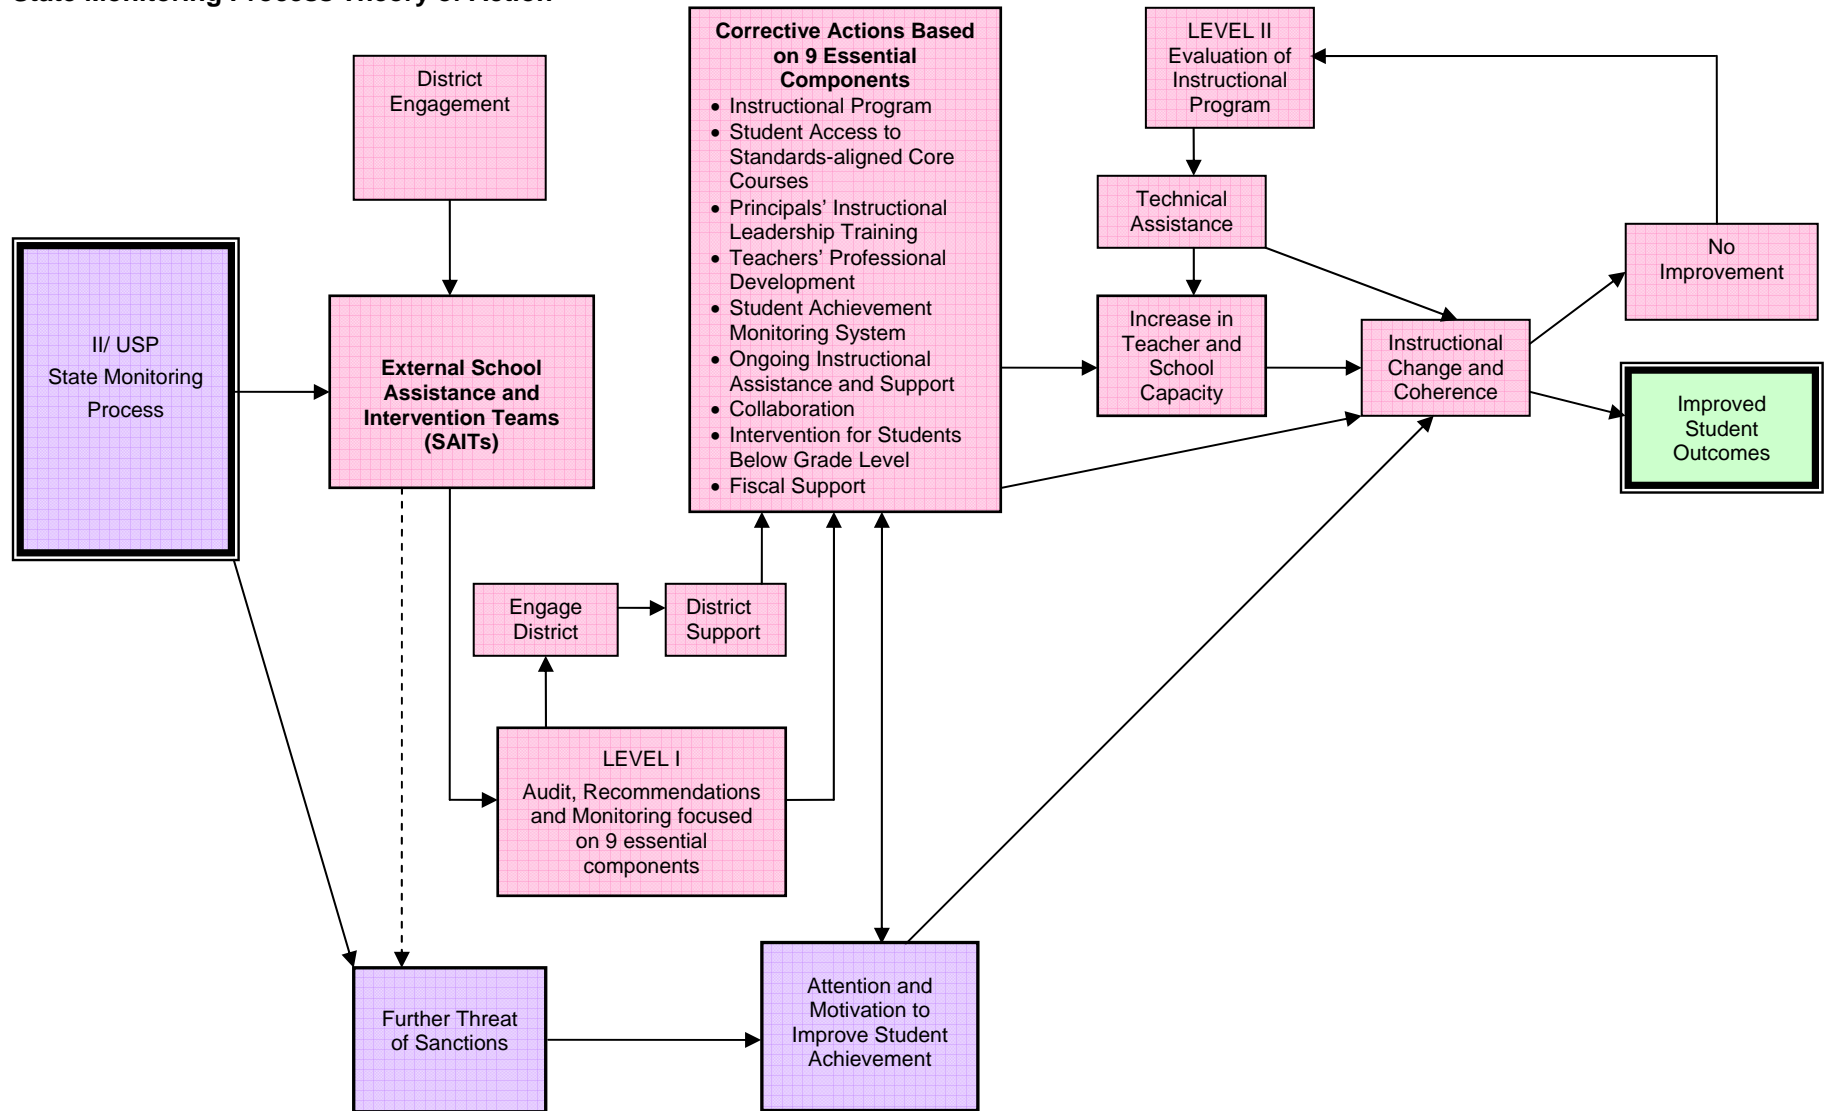 State Monitoring Process Theory of Action
District
Engagement
II/ USP
State Monitoring
Process
External School
Assistance and
Intervention Teams
(SAITs)
Corrective Actions Based
on 9 Essential
Components
• Instructional Program
• Student Access to
Standards-aligned Core
Courses
• Principals’ Instructional
Leadership Training
• Teachers’ Professional
Development
• Student Achievement
Monitoring System
• Ongoing Instructional
Assistance and Support
• Collaboration
• Intervention for Students
Below Grade Level
• Fiscal Support
LEVEL II
Evaluation of
Instructional
Program
Technical
Assistance
Increase in
Teacher and
School
Capacity
Instructional
Change and
Coherence
No
Improvement
Improved
Student
Outcomes
Engage
District
District
Support
LEVEL I
Audit, Recommendations
and Monitoring focused
on 9 essential
components
Further Threat
of Sanctions
Attention and
Motivation to
Improve Student
Achievement